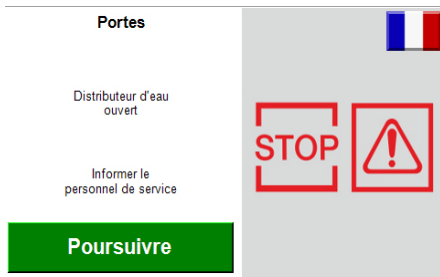 Portes
Distributeur d'eau
ouvert
Informer le
personnel de service
Poursuivre
STOP